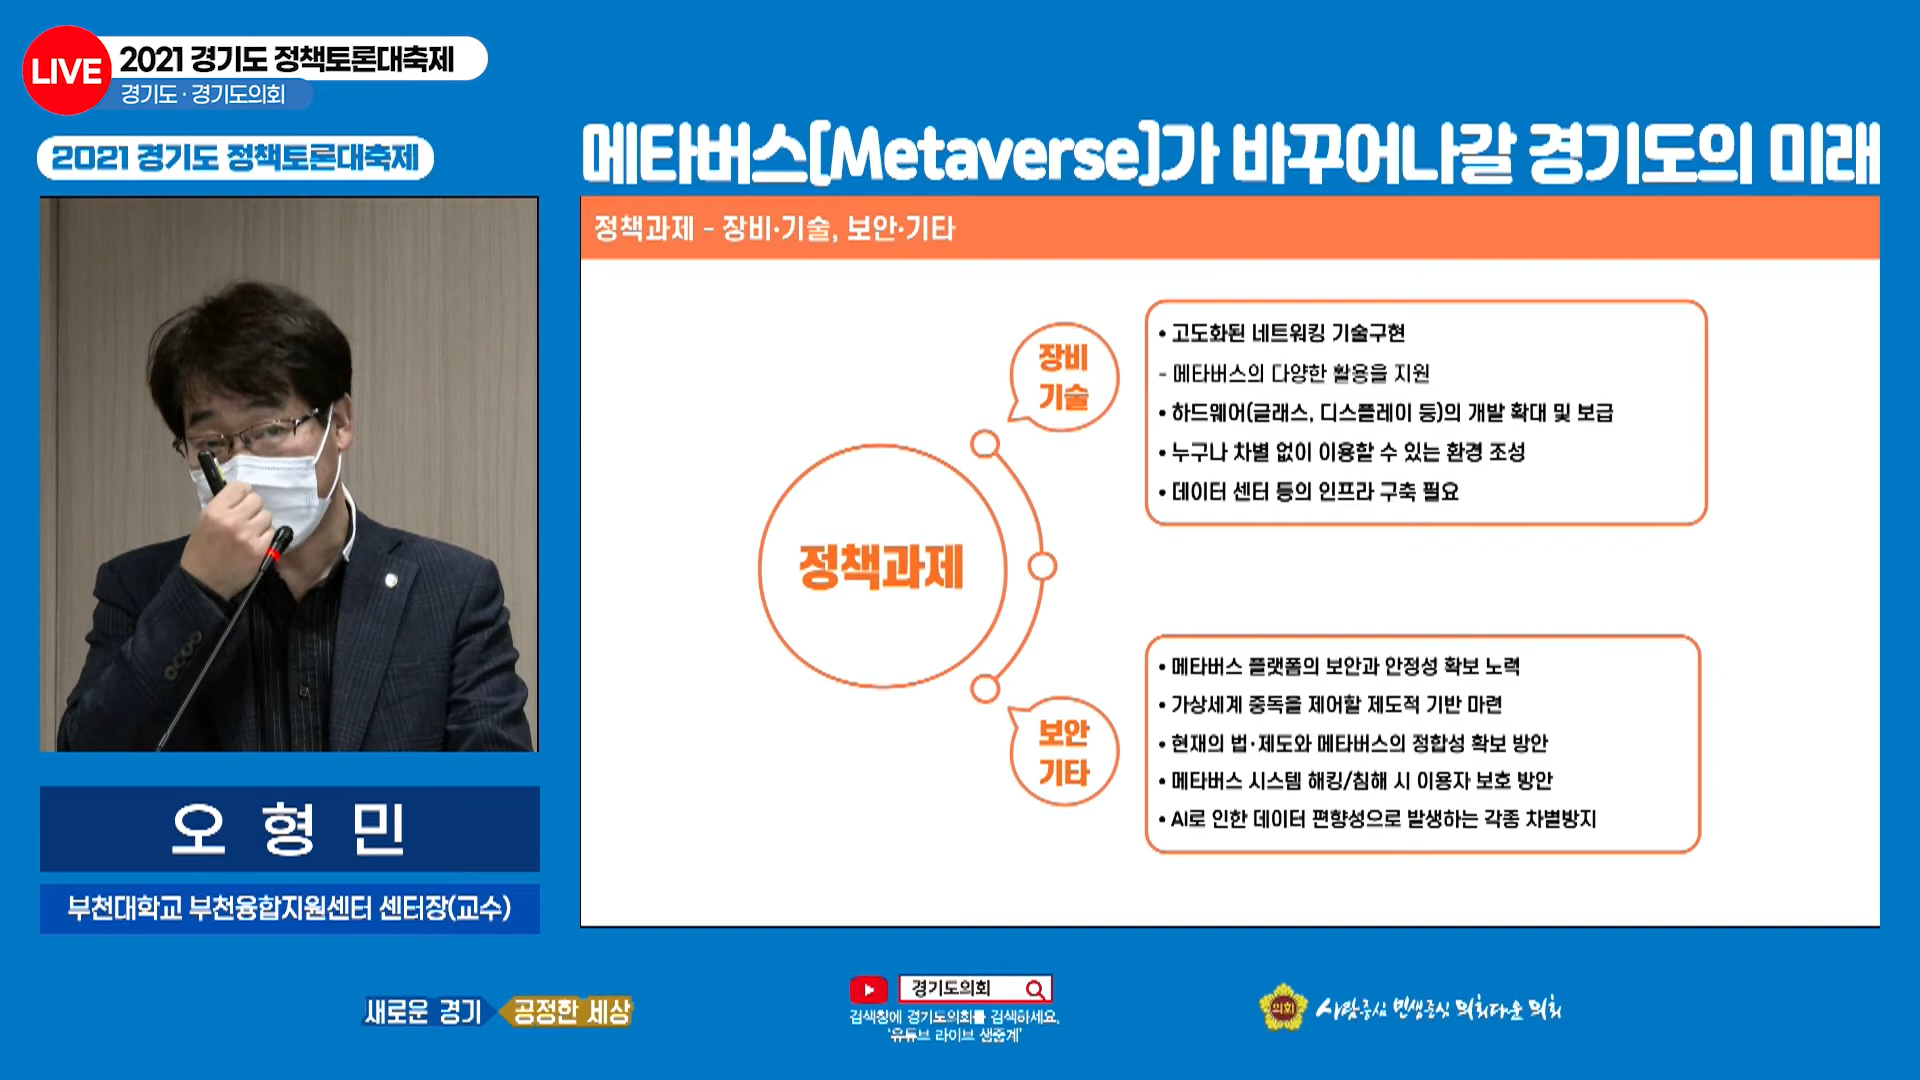 LIVE
2021 경기도 정책토론대축제
경기도·경기도의회
2021 경기도 정책토론대축제
메타버스[Metaverse]가 바꾸어나갈 경기도의 미래
정책과제 - 장비·기술, 보안·기타
장비
기술
• 고도화된 네트워킹 기술구현
- 메타버스의 다양한 활용을 지원
• 하드웨어(글래스, 디스플레이 등)의 개발 확대 및 보급
• 누구나 차별 없이 이용할 수 있는 환경 조성
• 데이터 센터 등의 인프라 구축 필요
정책과제
보안
기타
• 메타버스 플랫폼의 보안과 안정성 확보 노력
• 가상세계 중독을 제어할 제도적 기반 마련
• 현재의 법·제도와 메타버스의 정합성 확보 방안
• 메타버스 시스템 해킹/침해 시 이용자 보호 방안
• AI로 인한 데이터 편향성으로 발생하는 각종 차별방지
오 형 민
부천대학교 부천융합지원센터 센터장(교수)
새로운 경기 공정한 세상
경기도의회
검색창에 경기도의회를 검색하세요.
'유튜브 라이브 생중계'
의회
사람중심 민생중심 의회다운 의회